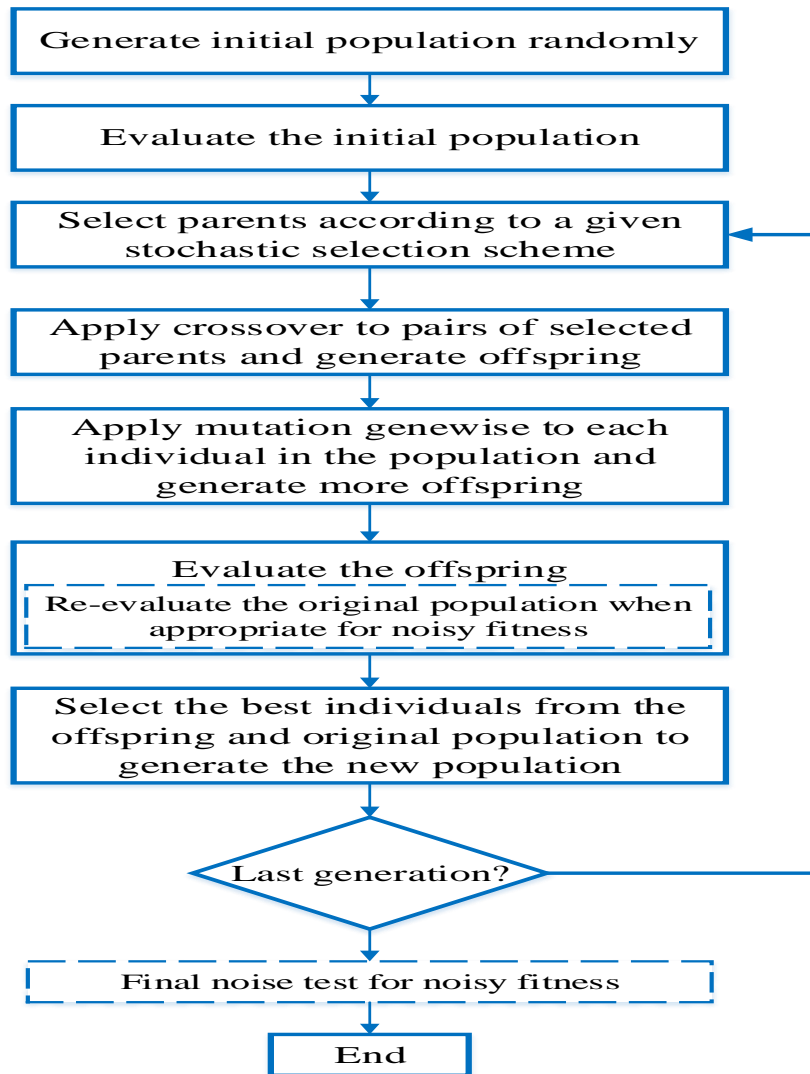 Generate initial population randomly
Evaluate the initial population
Select parents according to a given
stochastic selection scheme
Apply crossover to pairs of selected
parents and generate offspring
Apply mutation genewise to each
individual in the population and
generate more offspring
Evaluate the offspring
Re-evaluate the original population when
appropriate for noisy fitness
Select the best individuals from the
offspring and original population to
generate the new population
Last generation?
Final noise test for noisy fitness
End